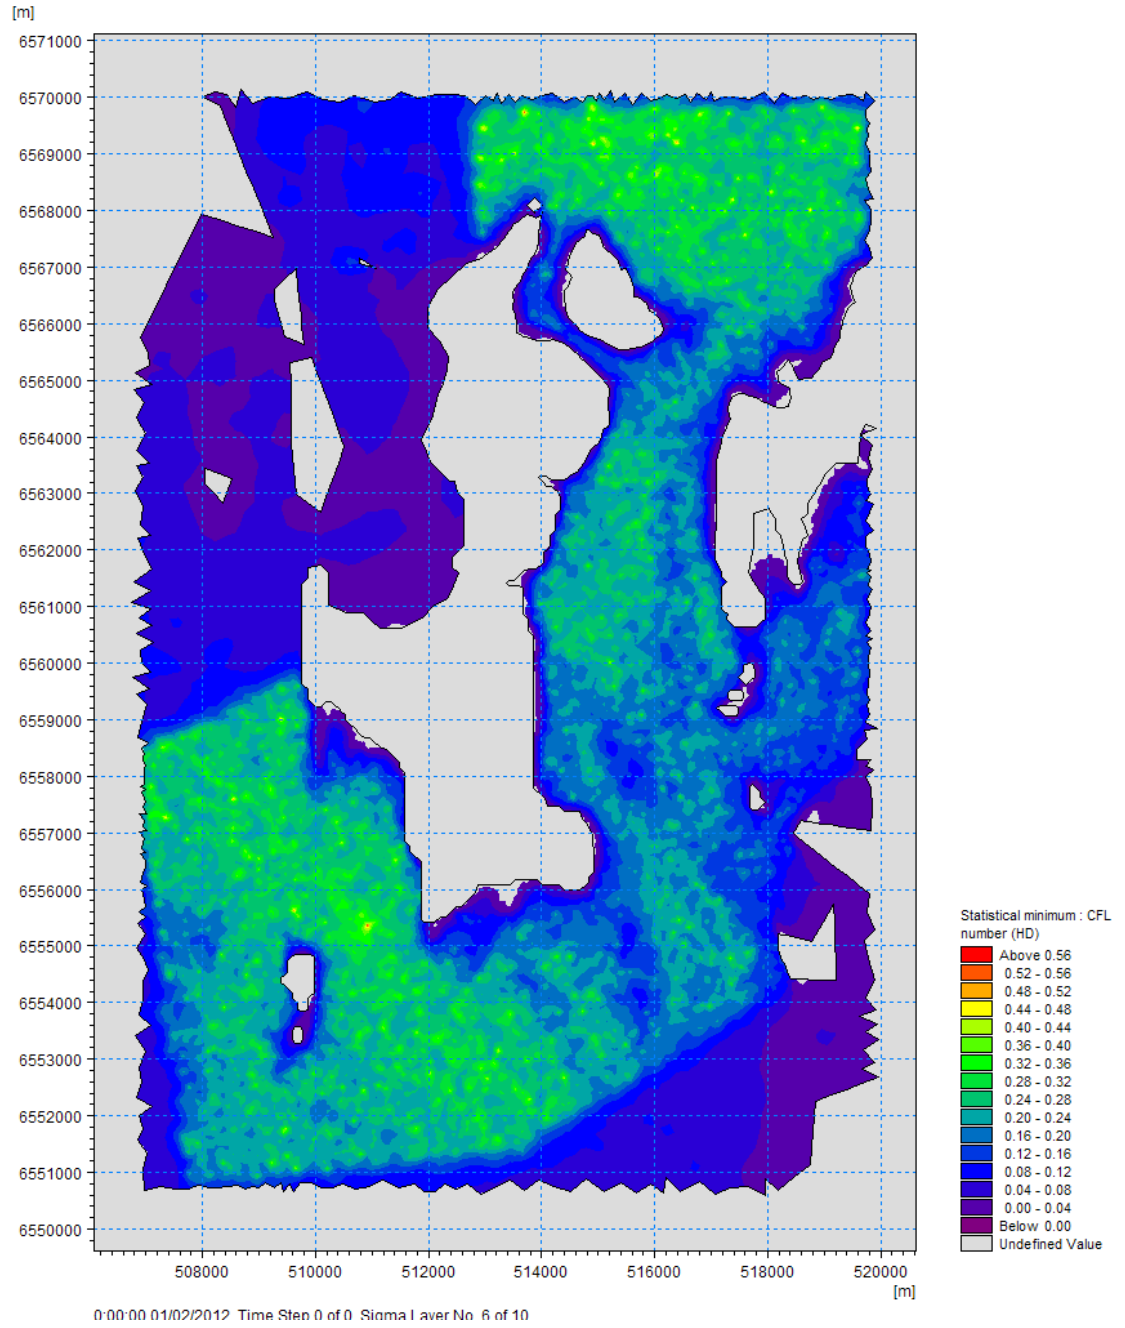 [m]
6571000
6570000
6569000
6568000
6567000
6566000
6565000
6564000
6563000
6562000
6561000
6560000
6559000
6558000
6557000
6556000
6555000
6554000
6553000
6552000
6551000
6550000
508000 510000 512000 514000 516000 518000 520000
[m]
Statistical minimum : CFL
number (HD)
Above 0.56
0.52 - 0.56
0.48 - 0.52
0.44 - 0.48
0.40 - 0.44
0.36 - 0.40
0.32 - 0.36
0.28 - 0.32
0.24 - 0.28
0.20 - 0.24
0.16 - 0.20
0.12 - 0.16
0.08 - 0.12
0.04 - 0.08
0.00 - 0.04
Below 0.00
Undefined Value
0:00:00 01/02/2012 Time Step 0 of 0. Sigma Layer No. 6 of 10